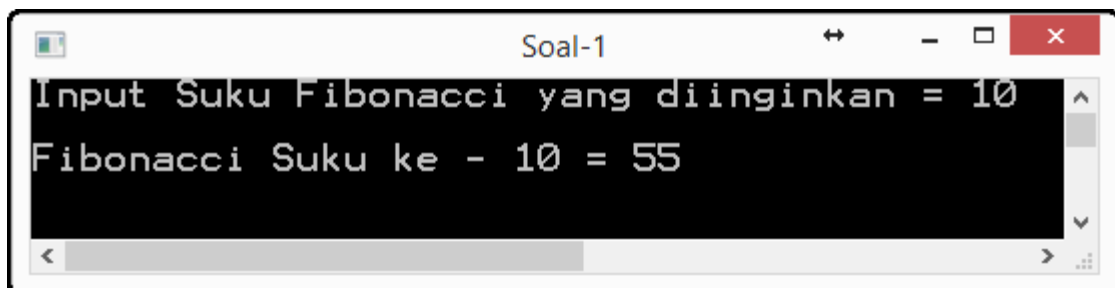 Soal-1
Input Suku Fibonacci yang diinginkan = 10
Fibonacci Suku ke - 10 = 55